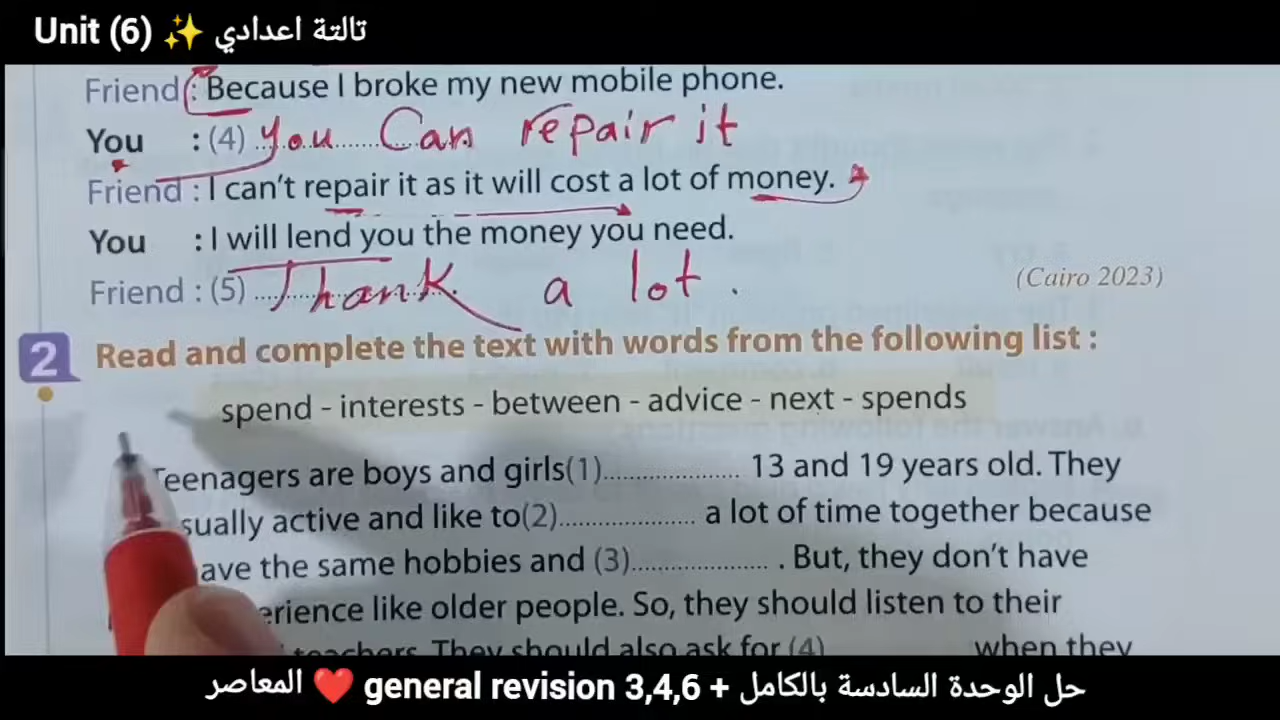 Unit (6) ✨ تالتة اعدادي
Friend : Because I broke my new mobile phone.
You : (4) You Can repair it
Friend : I can't repair it as it will cost a lot of money.
You : I will lend you the money you need.
Friend : (5) Thank a lot.
(Cairo 2023)
2 Read and complete the text with words from the following list :
spend - interests - between - advice - next - spends
Teenagers are boys and girls(1).................... 13 and 19 years old. They
sually active and like to(2).................... a lot of time together because
ave the same hobbies and (3).................... . But, they don't have
erience like older people. So, they should listen to their
teachers. They should also ask for (4) when they
حل الوحدة السادسة بالكامل + general revision 3,4,6 ❤️ المعاصر